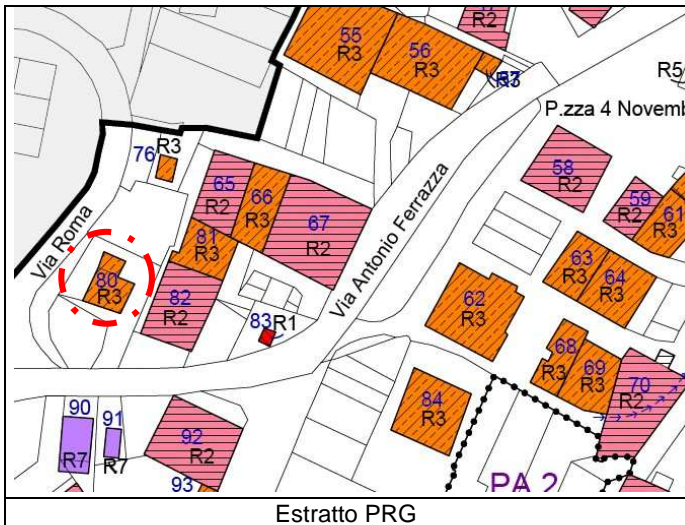 55
R3
56
R3
57
R5
P.zza 4 Novemb
76
R3
65
R2
66
R3
67
R2
58
R2
59
R2
61
R3
Via Roma
Via Antonio Ferrazza
81
R3
63
R3
64
R3
80
R3
82
R2
83
R1
62
R3
68
R3
69
R3
70
R2
84
R3
90
R7
91
R7
92
R2
93
PA 2
Estratto PRG